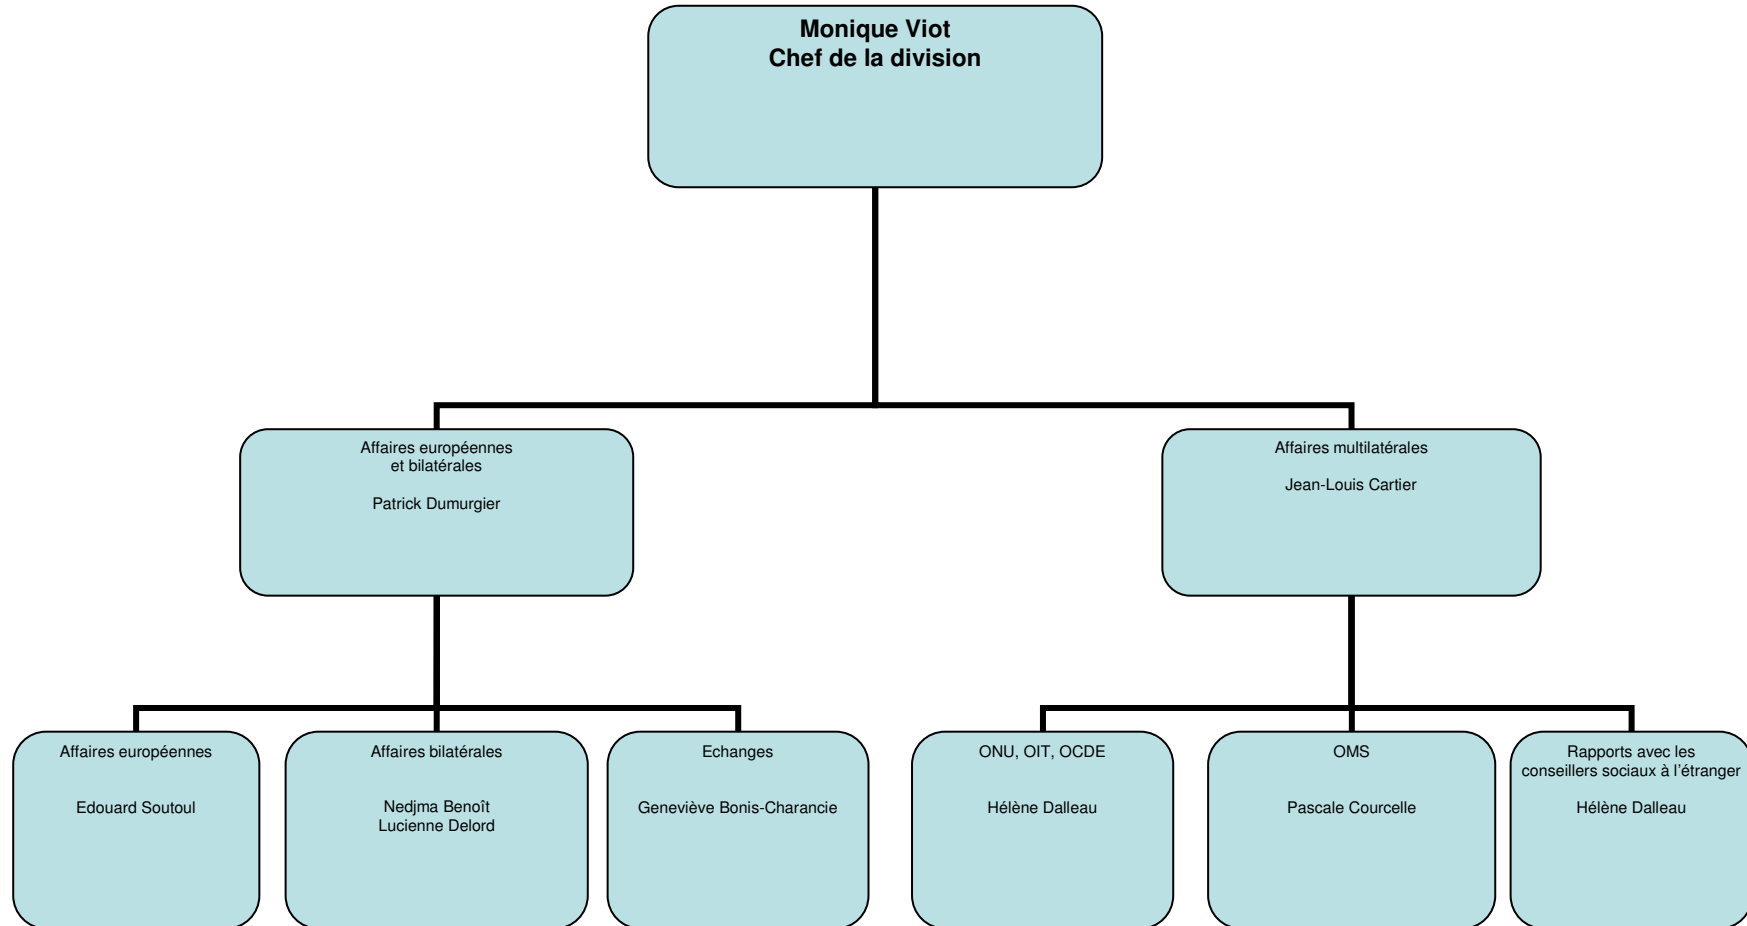 Monique Viot
Chef de la division
Affaires européennes
et bilatérales
Patrick Dumurgier
Affaires multilatérales
Jean-Louis Cartier
Affaires européennes
Edouard Soutoul
Affaires bilatérales
Nedjma Benoît
Lucienne Delord
Echanges
Geneviève Bonis-Charancie
ONU, OIT, OCDE
Hélène Dalleau
OMS
Pascale Courcelle
Rapports avec les
conseillers sociaux à l’étranger
Hélène Dalleau